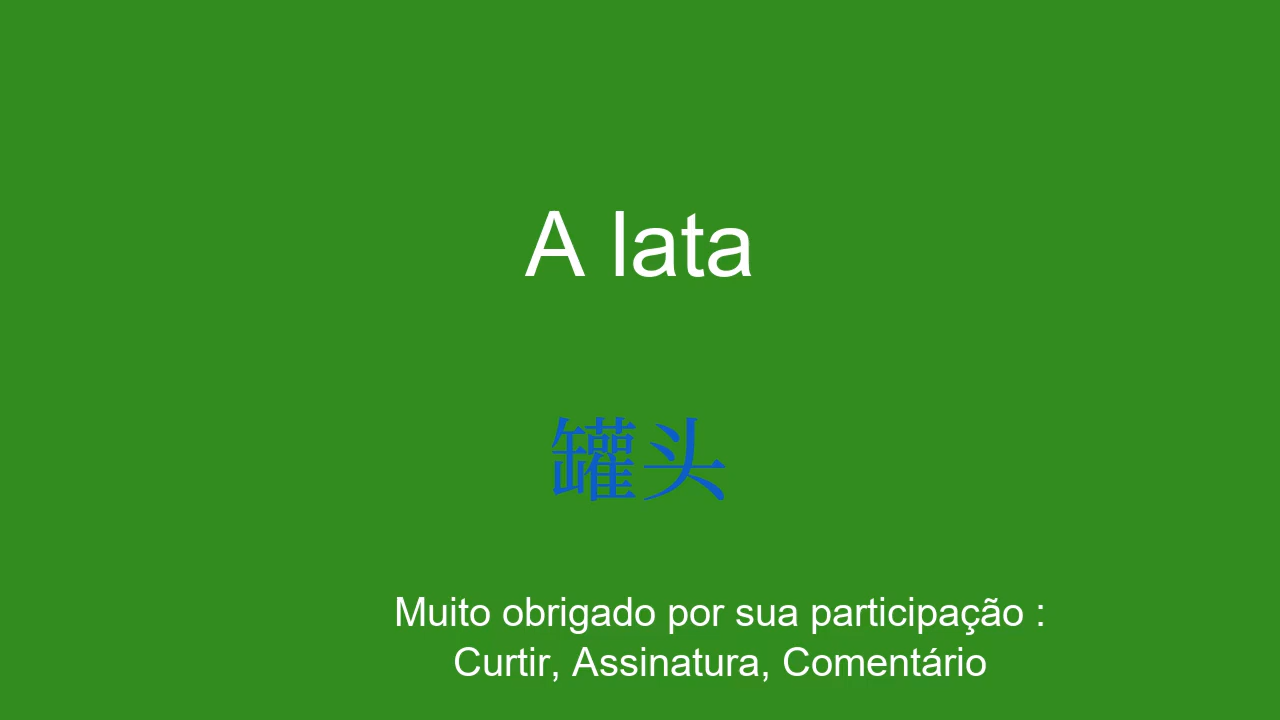 A lata
罐头
Muito obrigado por sua participação :
Curtir, Assinatura, Comentário